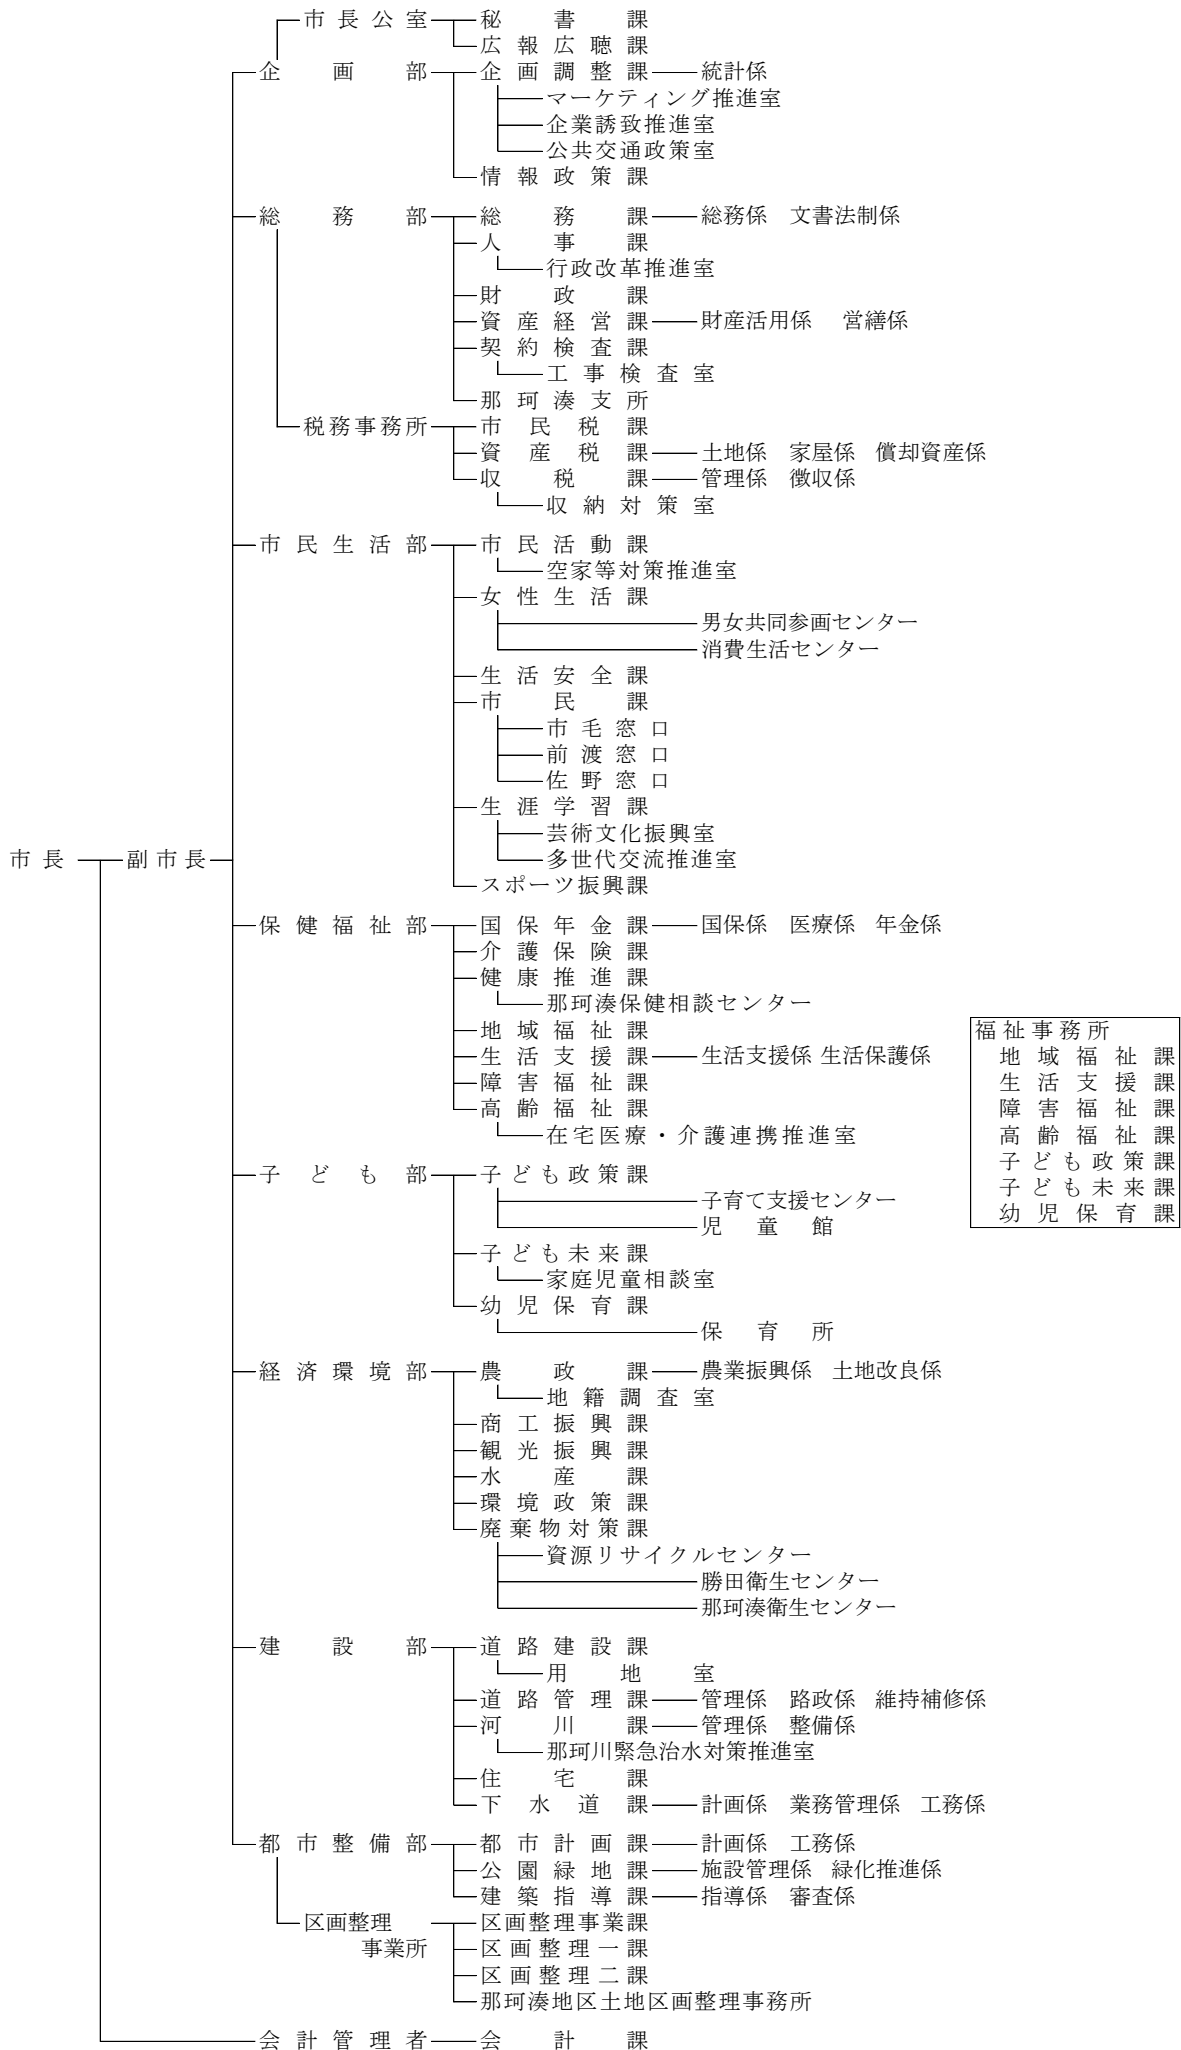 市長公室 秘書課
広報広聴課
企画部 企画調整課 統計係
マーケティング推進室
企業誘致推進室
公共交通政策室
情報政策課
総務部 総務課 総務係 文書法制係
人事課
行政改革推進室
財政課
資産経営課 財産活用係 営繕係
契約検査課
工事検査室
那珂湊支所
税務事務所 市民税課
資産税課 土地係 家屋係 償却資産係
収税課 管理係 徴収係
収納対策室
市民生活部 市民活動課
空家等対策推進室
女性生活課
男女共同参画センター
消費生活センター
生活安全課
市民課
市毛窓口
前渡窓口
佐野窓口
生涯学習課
芸術文化振興室
市長 副市長 多世代交流推進室
スポーツ振興課
保健福祉部 国保年金課 国保係 医療係 年金係
介護保険課
健康推進課
那珂湊保健相談センター
地域福祉課
生活支援課 生活支援係 生活保護係
障害福祉課
高齢福祉課
在宅医療・介護連携推進室
福祉事務所
地域福祉課
生活支援課
障害福祉課
高齢福祉課
子ども政策課
子ども未来課
幼児保育課
子ども部 子ども政策課
子育て支援センター
児童館
子ども未来課
家庭児童相談室
幼児保育課
保育所
経済環境部 農政課 農業振興係 土地改良係
地籍調査室
商工振興課
観光振興課
水産課
環境政策課
廃棄物対策課
資源リサイクルセンター
勝田衛生センター
那珂湊衛生センター
建設部 道路建設課
用地室
道路管理課 管理係 路政係 維持補修係
河川課 管理係 整備係
那珂川緊急治水対策推進室
住宅課
下水道課 計画係 業務管理係 工務係
都市整備部 都市計画課 計画係 工務係
公園緑地課 施設管理係 緑化推進係
建築指導課 指導係 審査係
区画整理 区画整理事業課
事業所 区画整理一課
区画整理二課
那珂湊地区土地区画整理事務所
会計管理者 会計課